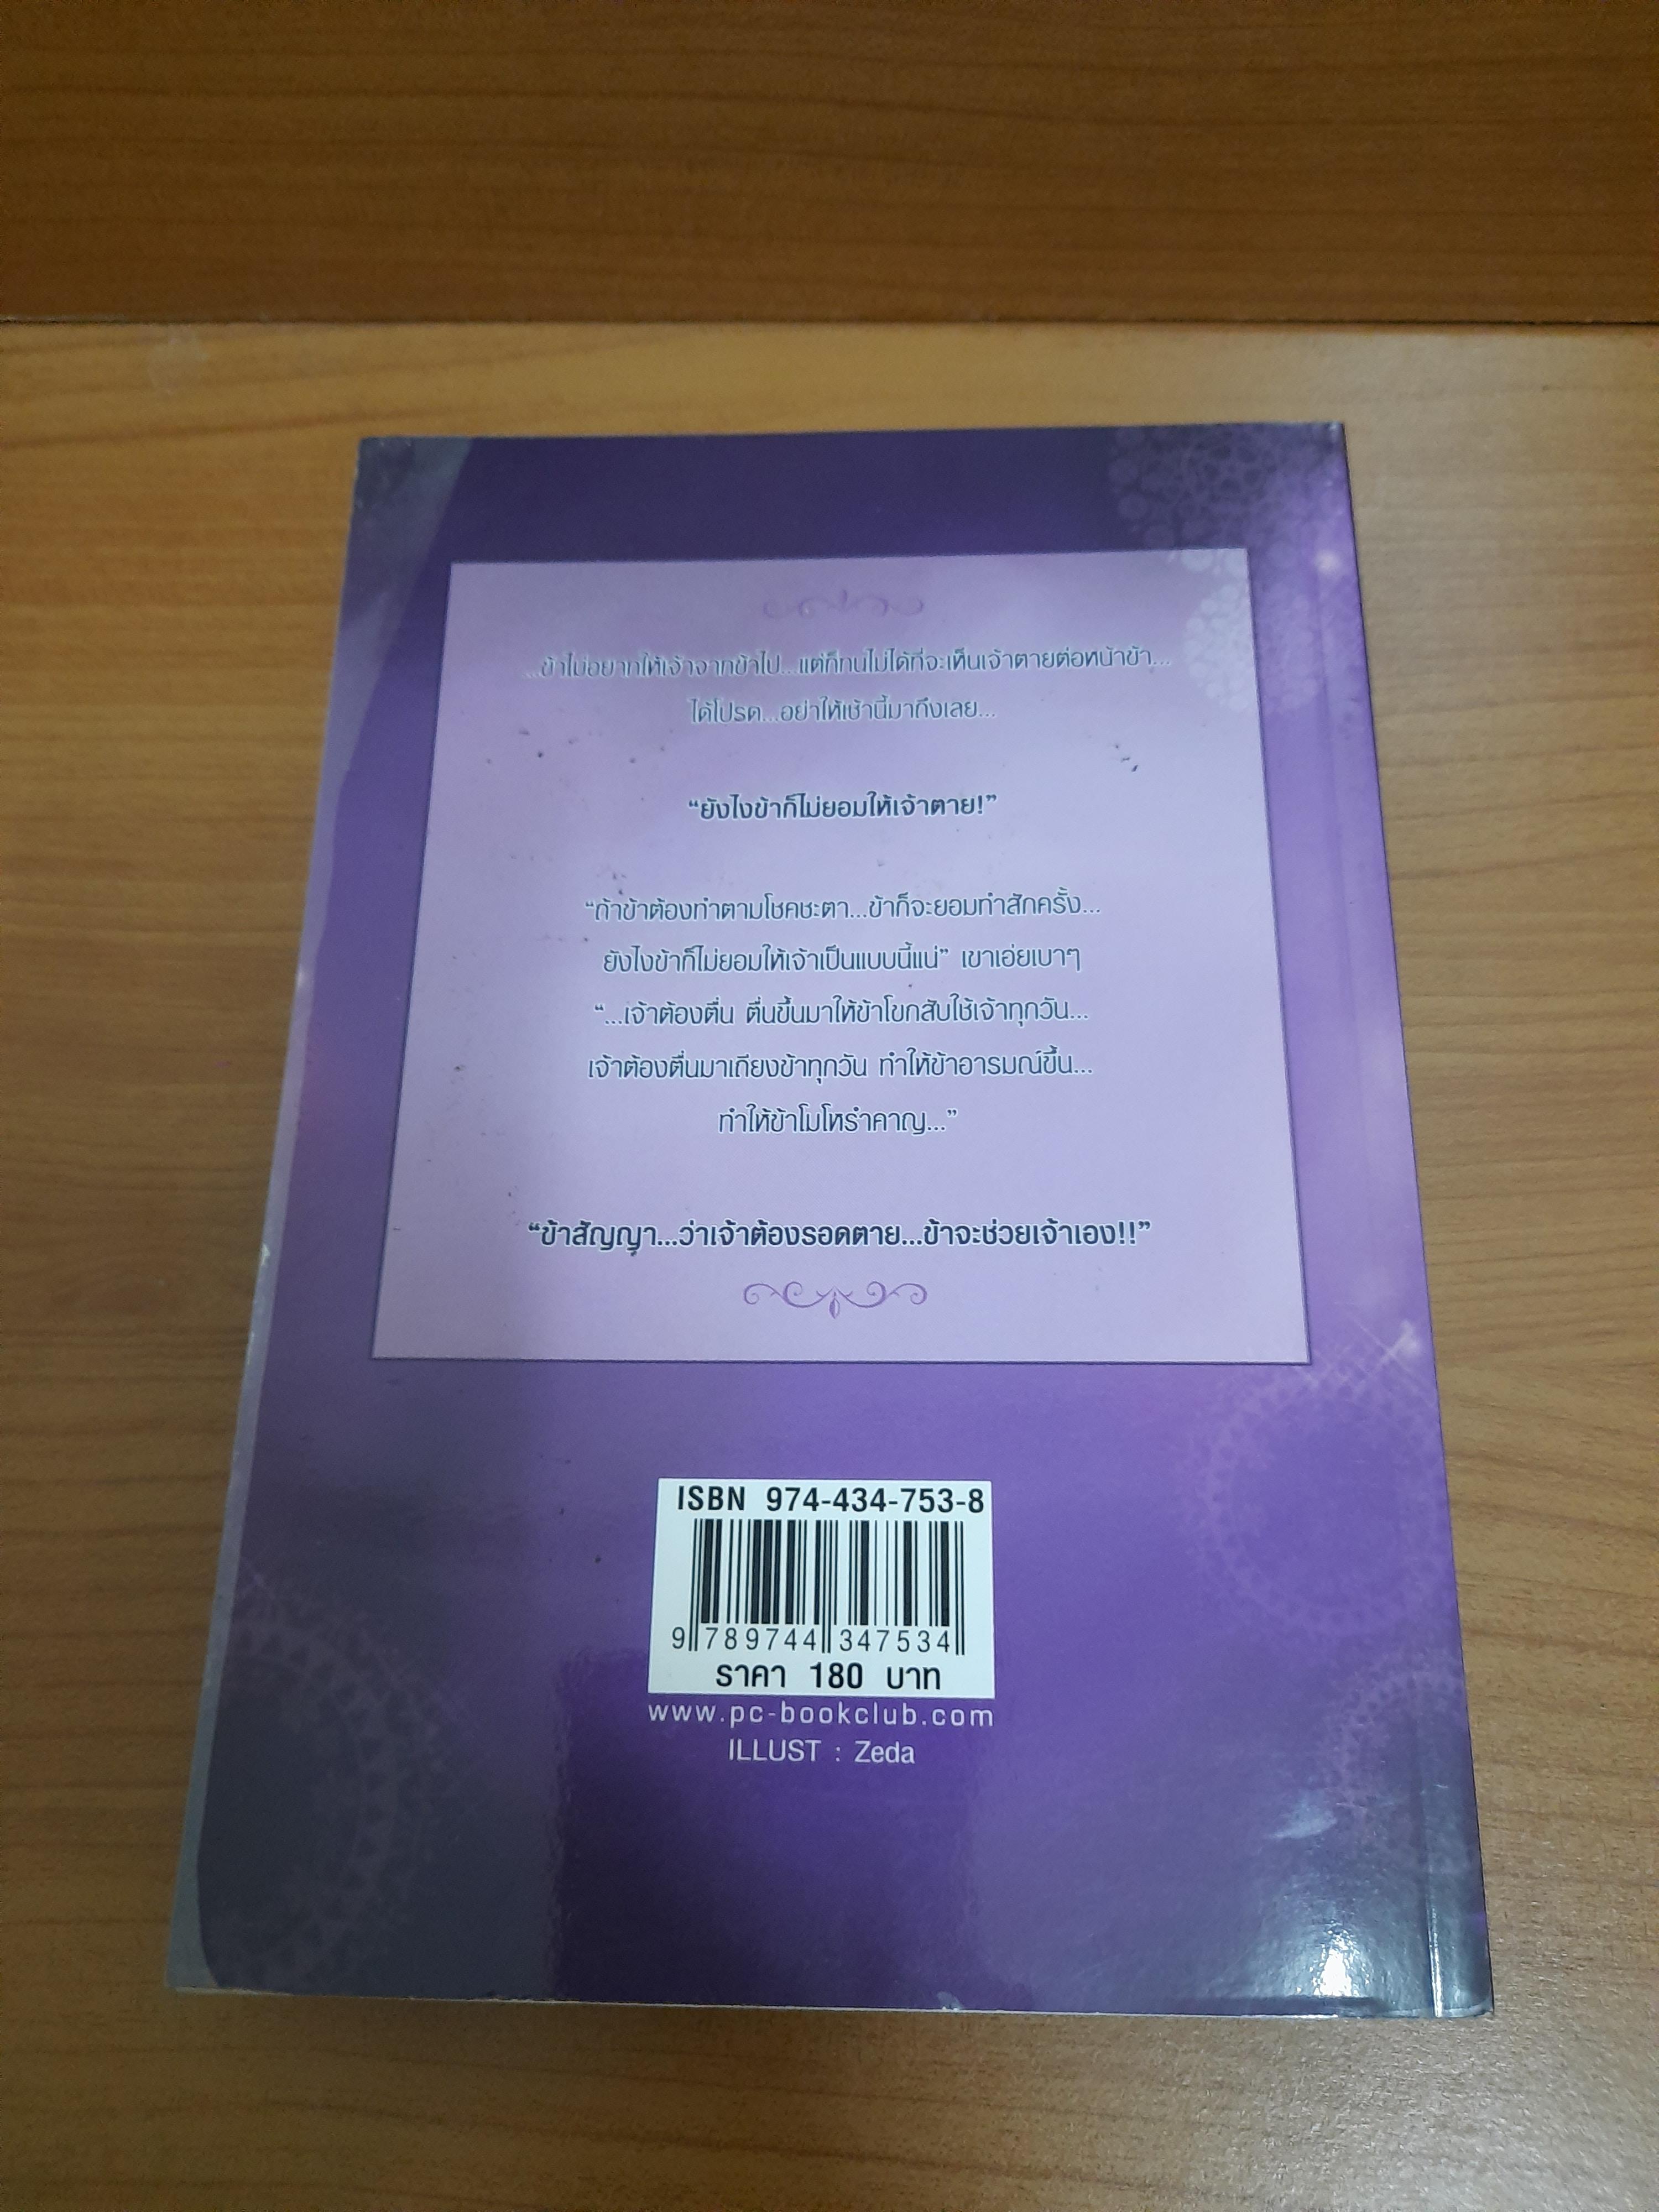 ...ข้าไม่อยากให้เจ้าจากข้าไป...แต่ก็ทนไม่ได้ที่จะเห็นเจ้าตายต่อหน้าข้า...
ได้โปรด...อย่าให้เช้านี้มาถึงเลย...
“ยังไงข้าก็ไม่ยอมให้เจ้าตาย!”
“ถ้าข้าต้องทำตามโชคชะตา...ข้าก็จะยอมทำสักครั้ง...
ยังไงข้าก็ไม่ยอมให้เจ้าเป็นแบบนี้แน่” เขาเอ่ยเบาๆ
“...เจ้าต้องตื่น ตื่นขึ้นมาให้ข้าโขกสับใช้เจ้าทุกวัน...
เจ้าต้องตื่นมาเถียงข้าทุกวัน ทำให้ข้าอารมณ์ขึ้น...
ทำให้ข้าโมโหรำคาญ...”
“ข้าสัญญา...ว่าเจ้าต้องรอดตาย...ข้าจะช่วยเจ้าเอง!!”
ISBN 974-434-753-8
9 789744 347534
ราคา 180 บาท
www.pc-bookclub.com
ILLUST : Zeda